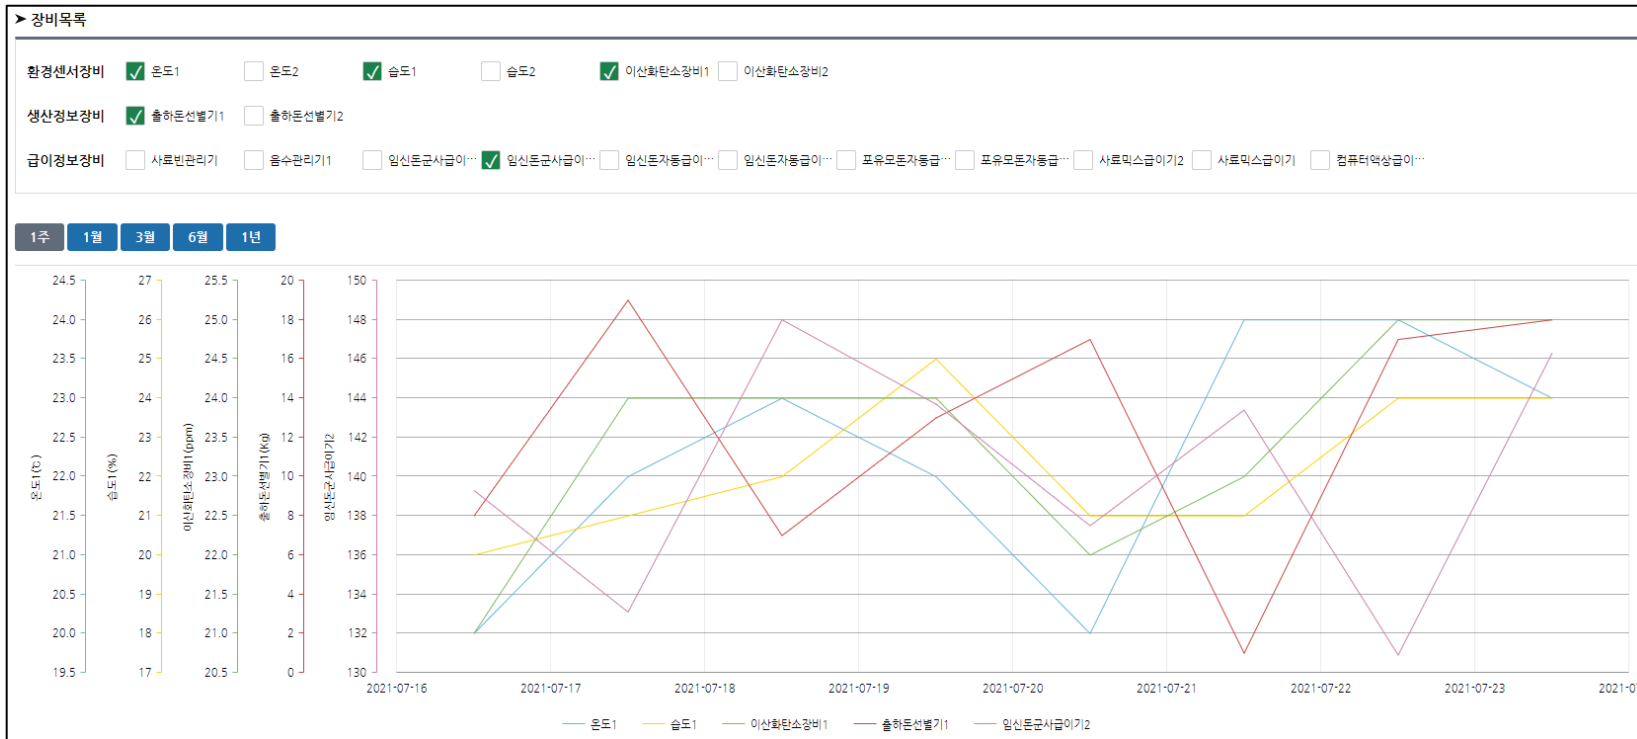 ➤ 장비목록
환경센서장비 온도1 온도2 습도1 습도2 이산화탄소장비1 이산화탄소장비2
생산정보장비 출하돈선별기1 출하돈선별기2
급이정보장비 사료빈관리기 음수관리기1 임신돈군사급이… 임신돈군사급이… 임신돈자동급이… 임신돈자동급이… 포유모돈자동급… 포유모돈자동급… 사료믹스급이기2 사료믹스급이기 컴퓨터액상급이…
1주 1월 3월 6월 1년
24.5 27 25.5 20 150
24.0 26 25.0 18 148
23.5 25 24.5 16 146
23.0 24 24.0 14 144
22.5 23 23.5 12 142
22.0 22 23.0 10 140
21.5 21 22.5 8 138
21.0 20 22.0 6 136
20.5 19 21.5 4 134
20.0 18 21.0 2 132
19.5 17 20.5 0 130
온도1(℃)
습도1(%)
이산화탄소장비1(ppm)
출하돈선별기1(Kg)
임신돈군사급이기2
2021-07-16 2021-07-17 2021-07-18 2021-07-19 2021-07-20 2021-07-21 2021-07-22 2021-07-23
온도1 습도1 이산화탄소장비1 출하돈선별기1 임신돈군사급이기2